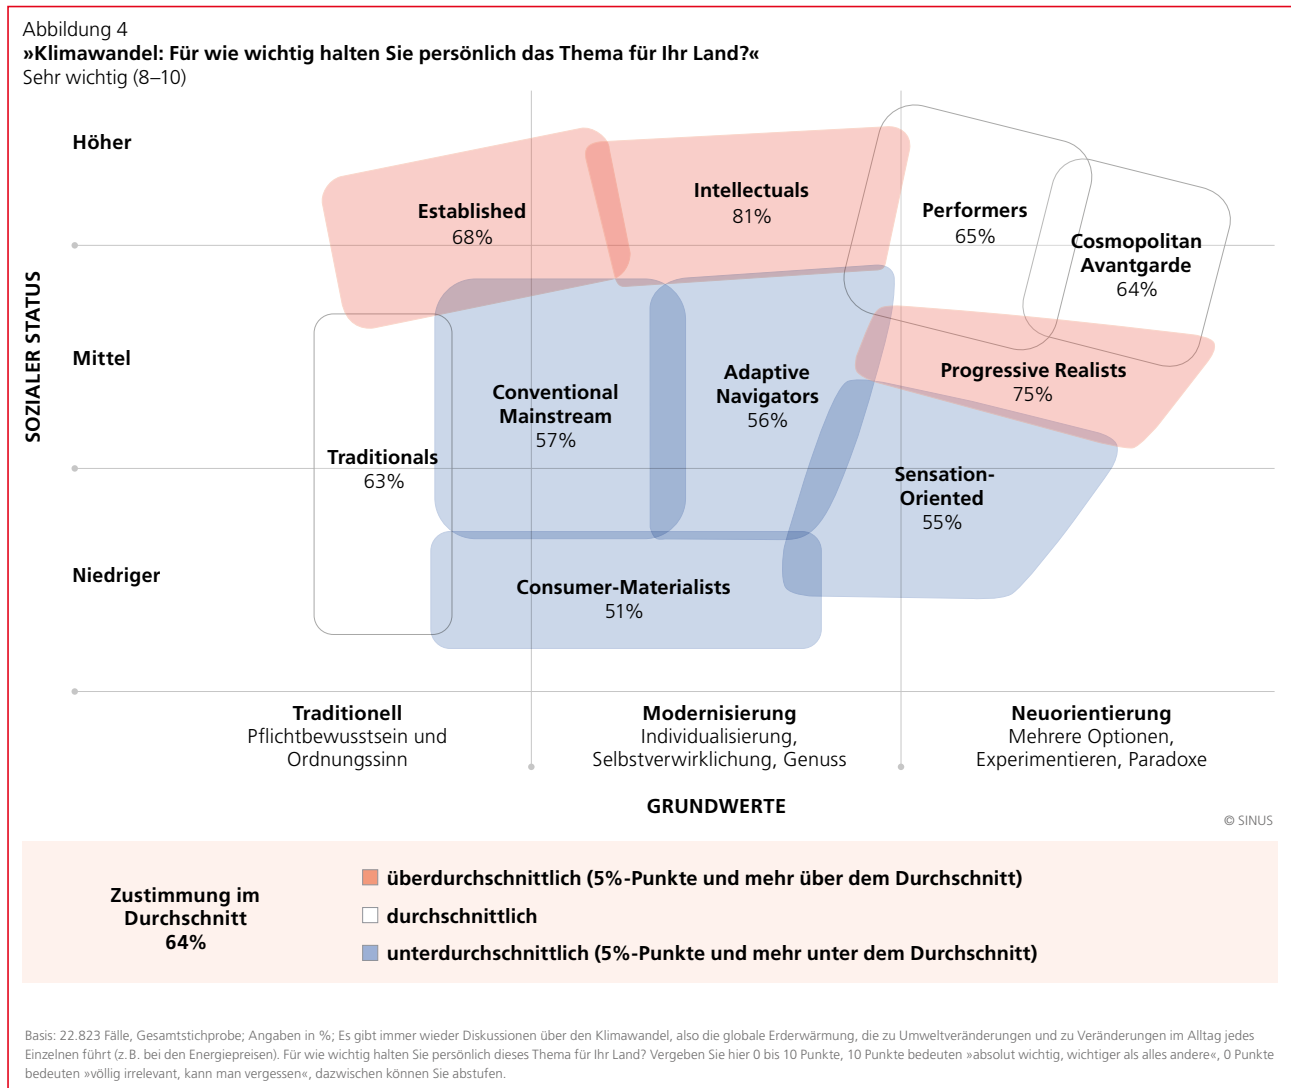 Abbildung 4
»Klimawandel: Für wie wichtig halten Sie persönlich das Thema für Ihr Land?«
Sehr wichtig (8–10)
SOZIALER STATUS
Höher
Mittel
Niedriger
Established
68%
Intellectuals
81%
Performers
65%
Cosmopolitan
Avantgarde
64%
Progressive Realists
75%
Adaptive
Navigators
56%
Conventional
Mainstream
57%
Traditionals
63%
Sensation-
Oriented
55%
Consumer-Materialists
51%
Traditionell
Pflichtbewusstsein und
Ordnungssinn
Modernisierung
Individualisierung,
Selbstverwirklichung, Genuss
Neuorientierung
Mehrere Optionen,
Experimentieren, Paradoxe
GRUNDWERTE
© SINUS
Zustimmung im
Durchschnitt
64%
überdurchschnittlich (5%-Punkte und mehr über dem Durchschnitt)
durchschnittlich
unterdurchschnittlich (5%-Punkte und mehr unter dem Durchschnitt)
Basis: 22.823 Fälle, Gesamtstichprobe; Angaben in %; Es gibt immer wieder Diskussionen über den Klimawandel, also die globale Erderwärmung, die zu Umweltveränderungen und zu Veränderungen im Alltag jedes
Einzelnen führt (z. B. bei den Energiepreisen). Für wie wichtig halten Sie persönlich dieses Thema für Ihr Land? Vergeben Sie hier 0 bis 10 Punkte, 10 Punkte bedeuten »absolut wichtig, wichtiger als alles andere«, 0 Punkte
bedeuten »völlig irrelevant, kann man vergessen«, dazwischen können Sie abstufen.